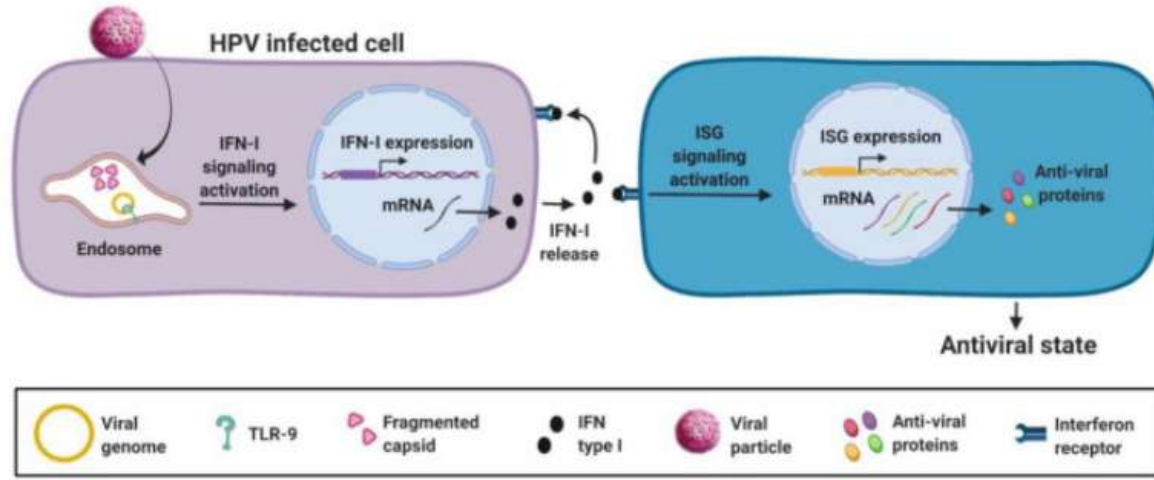 HPV infected cell
IFN-I
signaling
activation
Endosome
IFN-I expression
mRNA
IFN-I
release
ISG
signaling
activation
ISG expression
mRNA
Anti-viral
proteins
Antiviral state
Viral
genome
TLR-9
Fragmented
capsid
IFN
type I
Viral
particle
Anti-viral
proteins
Interferon
receptor